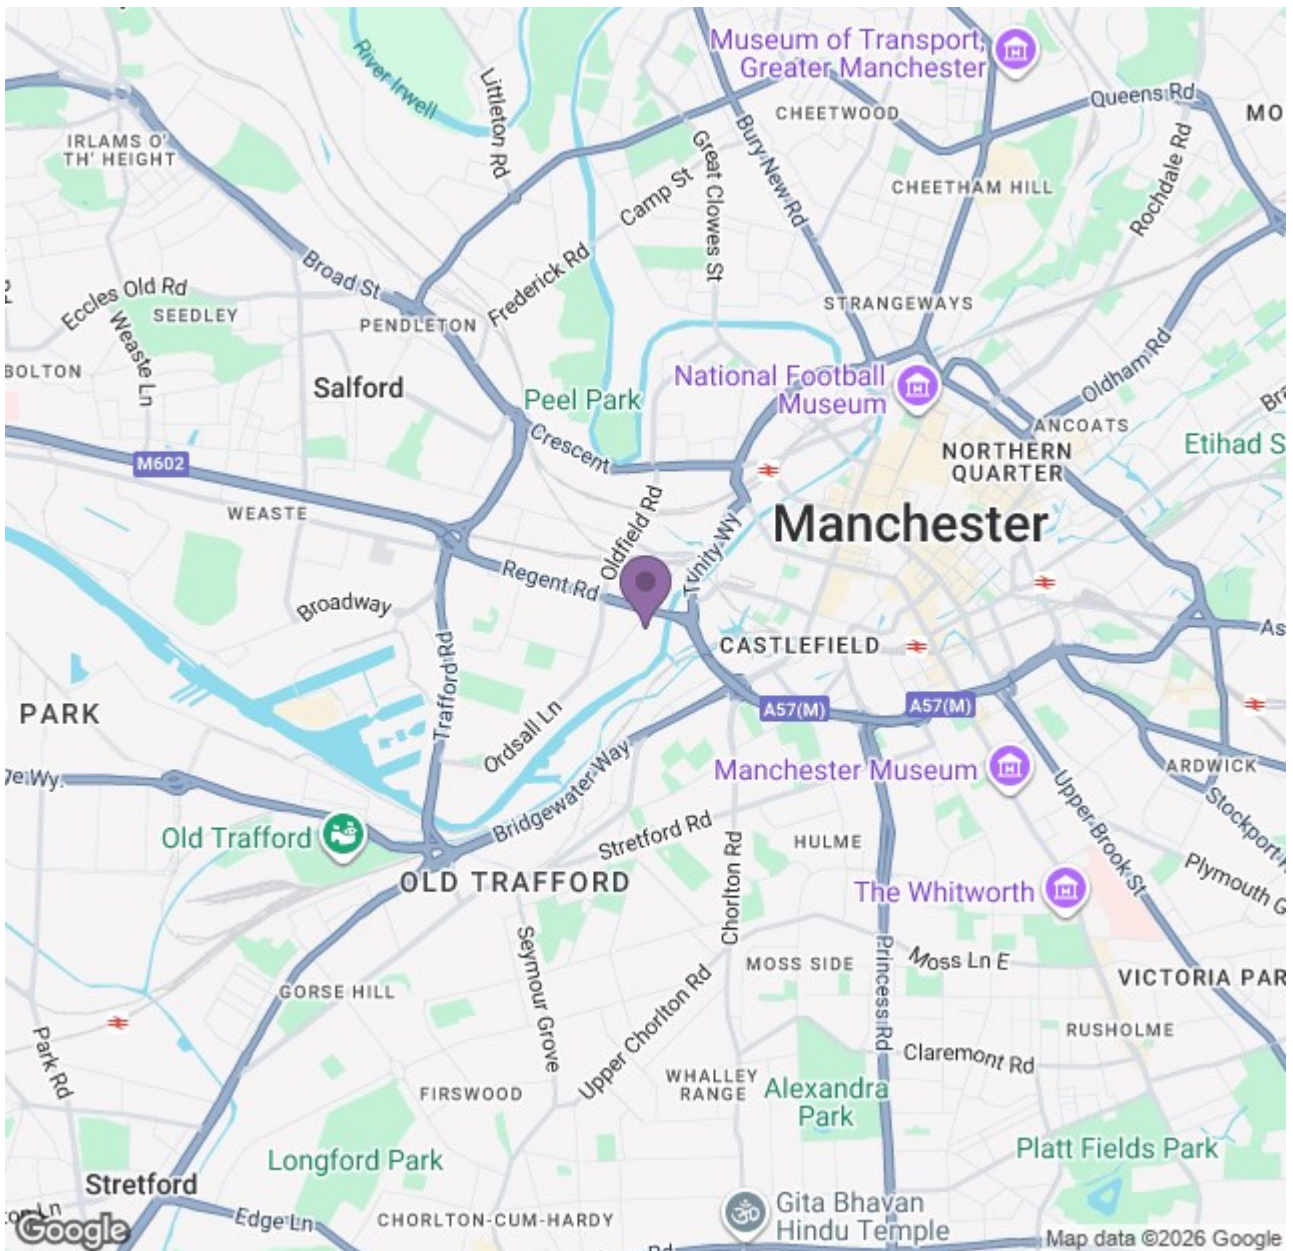 Museum of Transport,
Greater Manchester
River Irwell
Littleton Rd
CHEETWOOD
Queens Rd
MO
IRLAMS O'
TH' HEIGHT
Bury New Rd
Great Clowes St
Rochdale Rd
Camp St
CHEETHAM HILL
Broad St
Frederick Rd
Eccles Old Rd
SEEDLEY
STRANGEWAYS
PENDLETON
Weaste Ln
BOLTON
Salford
National Football
Museum
Oldham Rd
Peel Park
Crescent
ANCOATS
Bra
Etihad S
NORTHERN
QUARTER
M602
WEASTE
Oldfield Rd
Trinity Wy
Manchester
Regent Rd
Broadway
Trafford Rd
CASTLEFIELD
As
PARK
A57(M)
A57(M)
Ordsall Ln
Bridgewater Way
Manchester Museum
ARDWICK
Upper Brook St
Stockport
Old Trafford
Stretford Rd
HULME
Chorlton Rd
Plymouth G
OLD TRAFFORD
The Whitworth
Seymour Grove
Princess Rd
Moss Ln E
MOSS SIDE
VICTORIA PAR
GORSE HILL
Upper Chorlton Rd
RUSHOLME
Park Rd
Claremont Rd
FIRSWOOD
WHALLEY
RANGE
Alexandra
Park
Longford Park
Platt Fields Park
Stretford
Edge Ln
CHORLTON-CUM-HARDY
Gita Bhavan
Hindu Temple
Google
Map data ©2026 Google